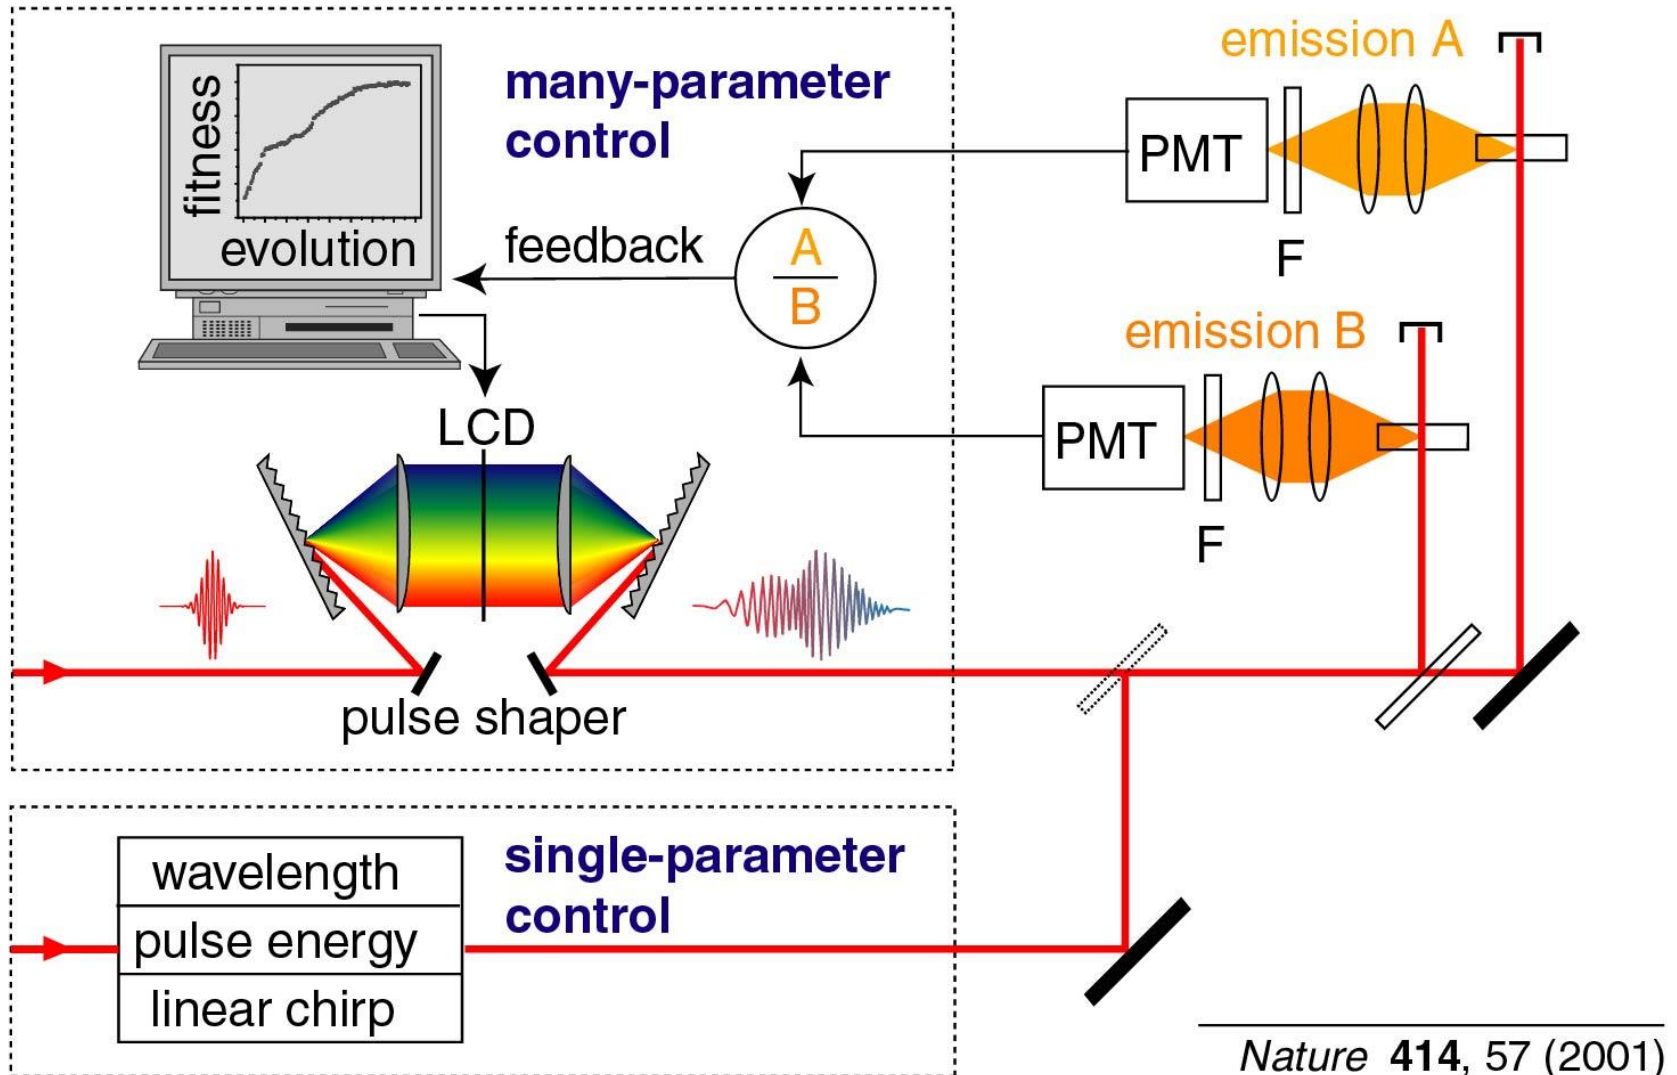 fitness
evolution
many-parameter
control
feedback
A
B
LCD
pulse shaper
emission A
PMT
F
emission B
PMT
F
single-parameter
control
wavelength
pulse energy
linear chirp
Nature 414, 57 (2001)